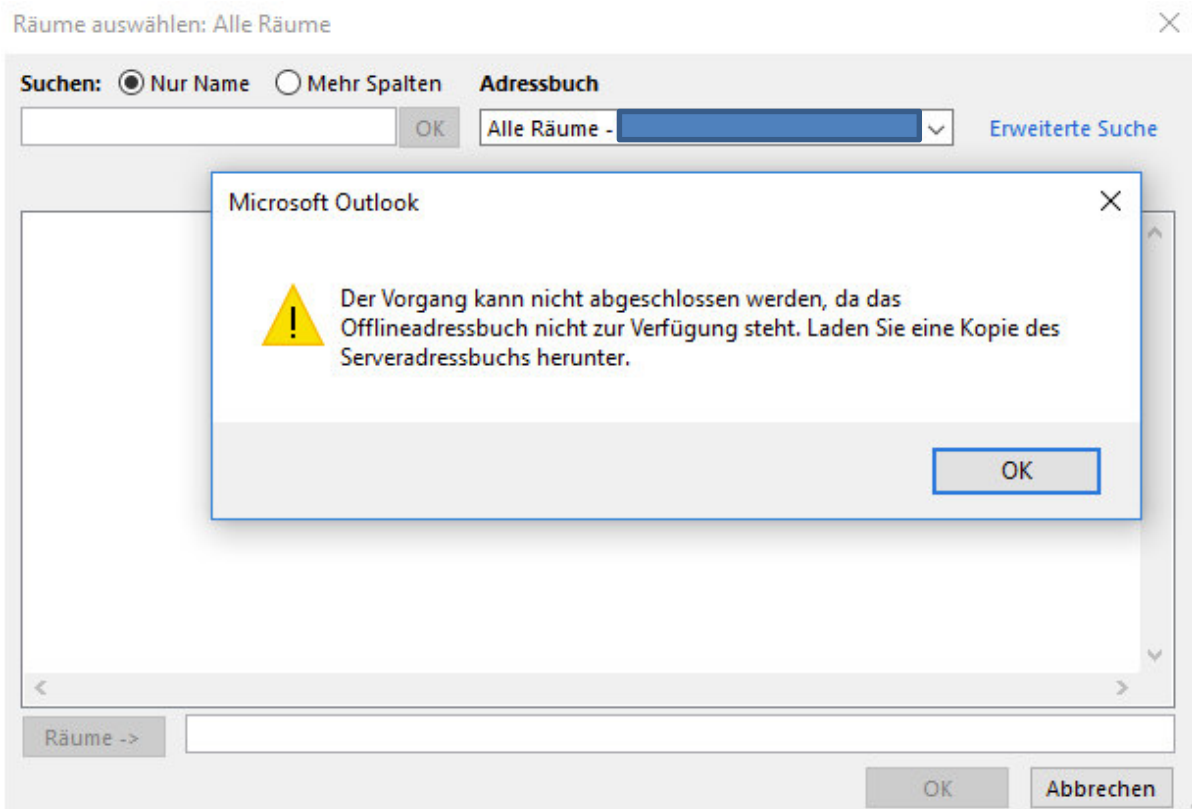 Räume auswählen: Alle Räume
Suchen: Nur Name Mehr Spalten Adressbuch
OK Alle Räume - Erweiterte Suche
Microsoft Outlook
Der Vorgang kann nicht abgeschlossen werden, da das
Offlineadressbuch nicht zur Verfügung steht. Laden Sie eine Kopie des
Serveradressbuchs herunter.
OK
Räume ->
OK Abbrechen